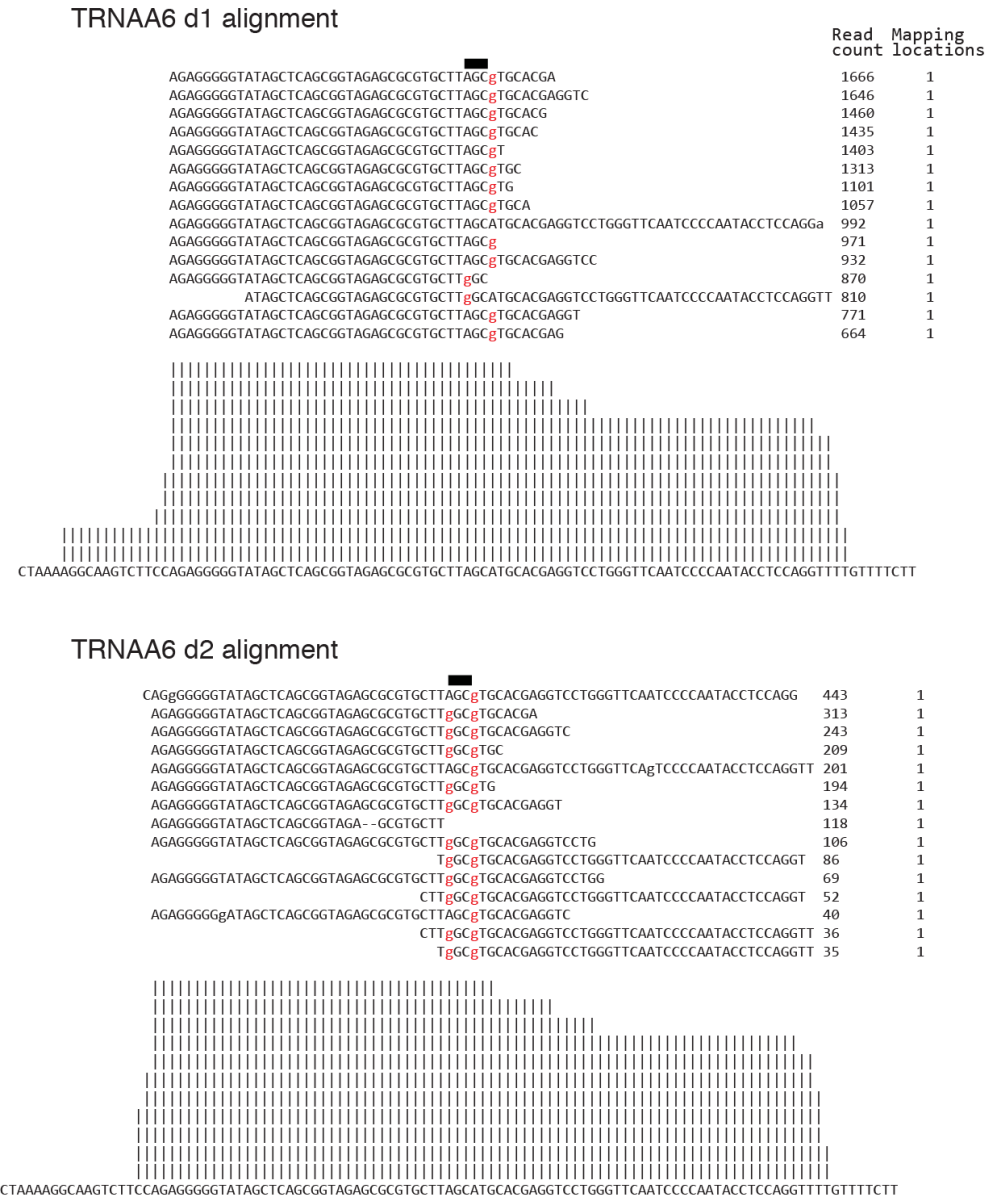 TRNAA6 d1 alignment
Read Mapping
count locations
AGAGGGGGTATAGCTCAGCGGTAGAGCGCGTGCTTAGCgTGCACGA 1666 1
AGAGGGGGTATAGCTCAGCGGTAGAGCGCGTGCTTAGCgTGCACGAGGTC 1646 1
AGAGGGGGTATAGCTCAGCGGTAGAGCGCGTGCTTAGCgTGCACG 1460 1
AGAGGGGGTATAGCTCAGCGGTAGAGCGCGTGCTTAGCgTGCAC 1435 1
AGAGGGGGTATAGCTCAGCGGTAGAGCGCGTGCTTAGCgT 1403 1
AGAGGGGGTATAGCTCAGCGGTAGAGCGCGTGCTTAGCgTGC 1313 1
AGAGGGGGTATAGCTCAGCGGTAGAGCGCGTGCTTAGCgTG 1101 1
AGAGGGGGTATAGCTCAGCGGTAGAGCGCGTGCTTAGCgTGCA 1057 1
AGAGGGGGTATAGCTCAGCGGTAGAGCGCGTGCTTAGCATGCACGAGGTCCTGGGTTCAATCCCCAATACCTCCAGGa 992 1
AGAGGGGGTATAGCTCAGCGGTAGAGCGCGTGCTTAGCg 971 1
AGAGGGGGTATAGCTCAGCGGTAGAGCGCGTGCTTAGCgTGCACGAGGTCC 932 1
AGAGGGGGTATAGCTCAGCGGTAGAGCGCGTGCTTgGC 870 1
ATAGCTCAGCGGTAGAGCGCGTGCTTgGCATGCACGAGGTCCTGGGTTCAATCCCCAATACCTCCAGGTT 810 1
AGAGGGGGTATAGCTCAGCGGTAGAGCGCGTGCTTAGCgTGCACGAGGT 771 1
AGAGGGGGTATAGCTCAGCGGTAGAGCGCGTGCTTAGCgTGCACGAG 664 1
CTAAAAGGCAAGTCTTCCAGAGGGGGTATAGCTCAGCGGTAGAGCGCGTGCTTAGCATGCACGAGGTCCTGGGTTCAATCCCCAATACCTCCAGGTTTTGTTTTCTT
TRNAA6 d2 alignment
CAGgGGGGGTATAGCTCAGCGGTAGAGCGCGTGCTTAGCgTGCACGAGGTCCTGGGTTCAATCCCCAATACCTCCAGG 443 1
AGAGGGGGTATAGCTCAGCGGTAGAGCGCGTGCTTgGCgTGCACGA 313 1
AGAGGGGGTATAGCTCAGCGGTAGAGCGCGTGCTTgGCgTGCACGAGGTC 243 1
AGAGGGGGTATAGCTCAGCGGTAGAGCGCGTGCTTgGCgTGC 209 1
AGAGGGGGTATAGCTCAGCGGTAGAGCGCGTGCTTAGCgTGCACGAGGTCCTGGGTTCAgTCCCCAATACCTCCAGGTT 201 1
AGAGGGGGTATAGCTCAGCGGTAGAGCGCGTGCTTgGCgTG 194 1
AGAGGGGGTATAGCTCAGCGGTAGAGCGCGTGCTTgGCgTGCACGAGGT 134 1
AGAGGGGGTATAGCTCAGCGGTAGA--GCGTGCTT 118 1
AGAGGGGGTATAGCTCAGCGGTAGAGCGCGTGCTTgGCgTGCACGAGGTCCTG 106 1
TgGCgTGCACGAGGTCCTGGGTTCAATCCCCAATACCTCCAGGT 86 1
AGAGGGGGTATAGCTCAGCGGTAGAGCGCGTGCTTgGCgTGCACGAGGTCCTGG 69 1
CTTgGCgTGCACGAGGTCCTGGGTTCAATCCCCAATACCTCCAGGT 52 1
AGAGGGGGgATAGCTCAGCGGTAGAGCGCGTGCTTAGCgTGCACGAGGTC 40 1
CTTgGCgTGCACGAGGTCCTGGGTTCAATCCCCAATACCTCCAGGTT 36 1
TgGCgTGCACGAGGTCCTGGGTTCAATCCCCAATACCTCCAGGTT 35 1
CTAAAAGGCAAGTCTTCCAGAGGGGGTATAGCTCAGCGGTAGAGCGCGTGCTTAGCATGCACGAGGTCCTGGGTTCAATCCCCAATACCTCCAGGTTTTGTTTTCTT